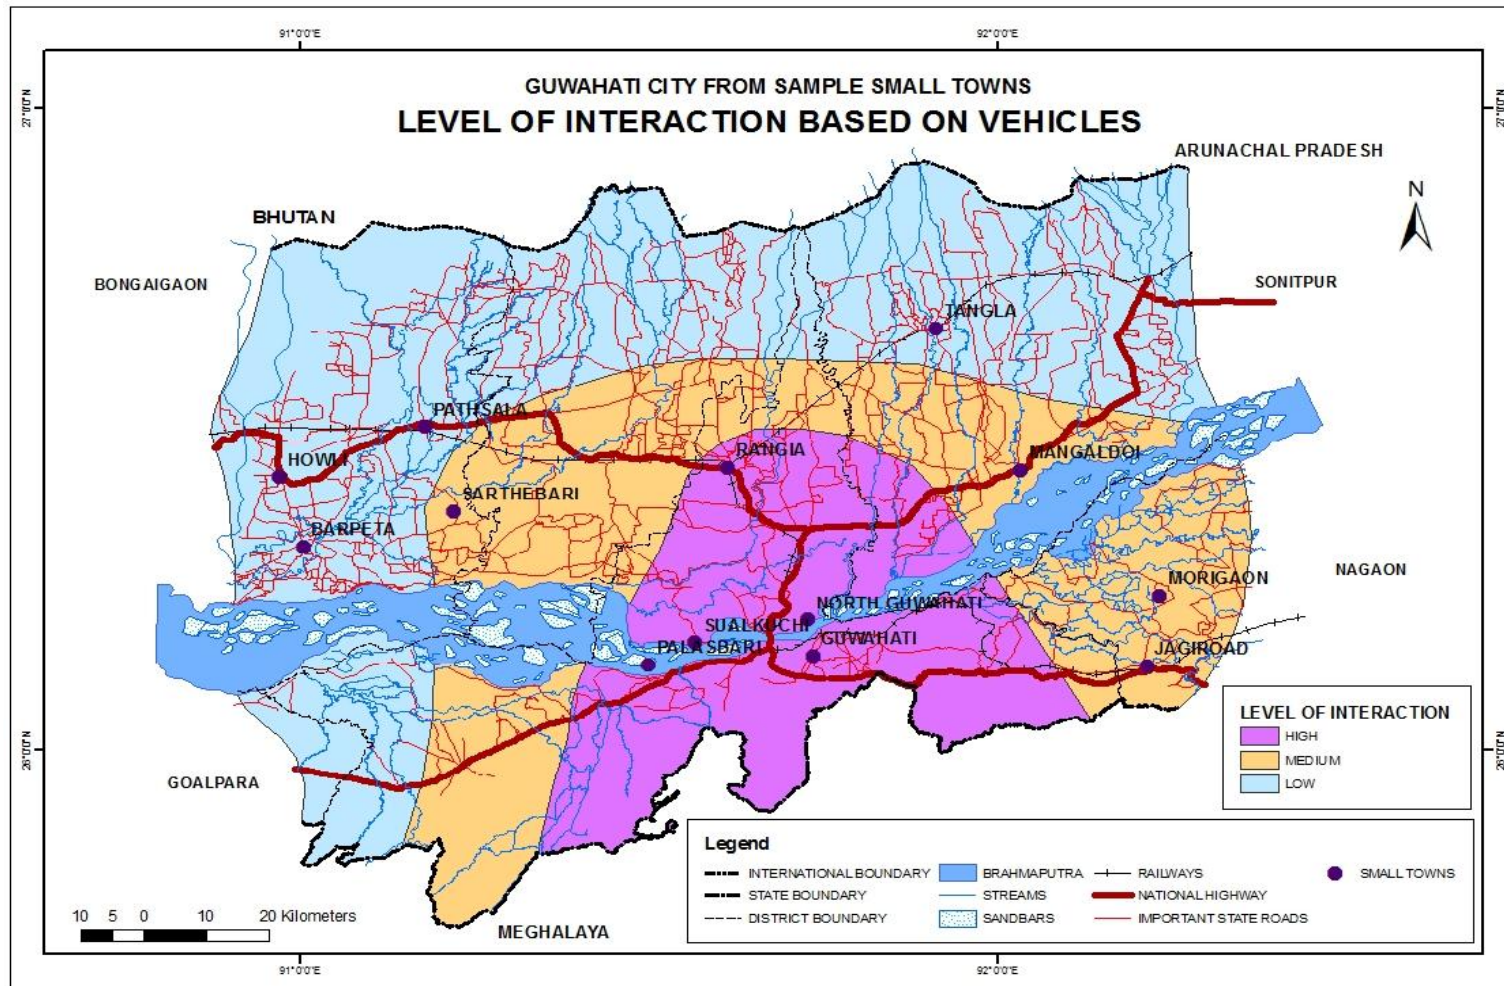 91°0'0"E 92°0'0"E
GUWAHATI CITY FROM SAMPLE SMALL TOWNS
LEVEL OF INTERACTION BASED ON VEHICLES
27°0'0"N 27°0'0"N
ARUNACHAL PRADESH
N
BHUTAN
BONGAIGAON
SONITPUR
TANGLA
PATHSALA
RANGIA
MANGALDOI
HOWLI
SARTHEBARI
BARPETA
NAGAON
MORIGAON
NORTH GUWAHATI
SUALKUCHI
GUWAHATI
PALASBARI
JAGIROAD
LEVEL OF INTERACTION
HIGH
MEDIUM
LOW
26°0'0"N 26°0'0"N
GOALPARA
Legend
INTERNATIONAL BOUNDARY BRAHMAPUTRA RAILWAYS SMALL TOWNS
STATE BOUNDARY STREAMS NATIONAL HIGHWAY
DISTRICT BOUNDARY SANDBARS IMPORTANT STATE ROADS
10 5 0 10 20 Kilometers
MEGHALAYA
91°0'0"E 92°0'0"E